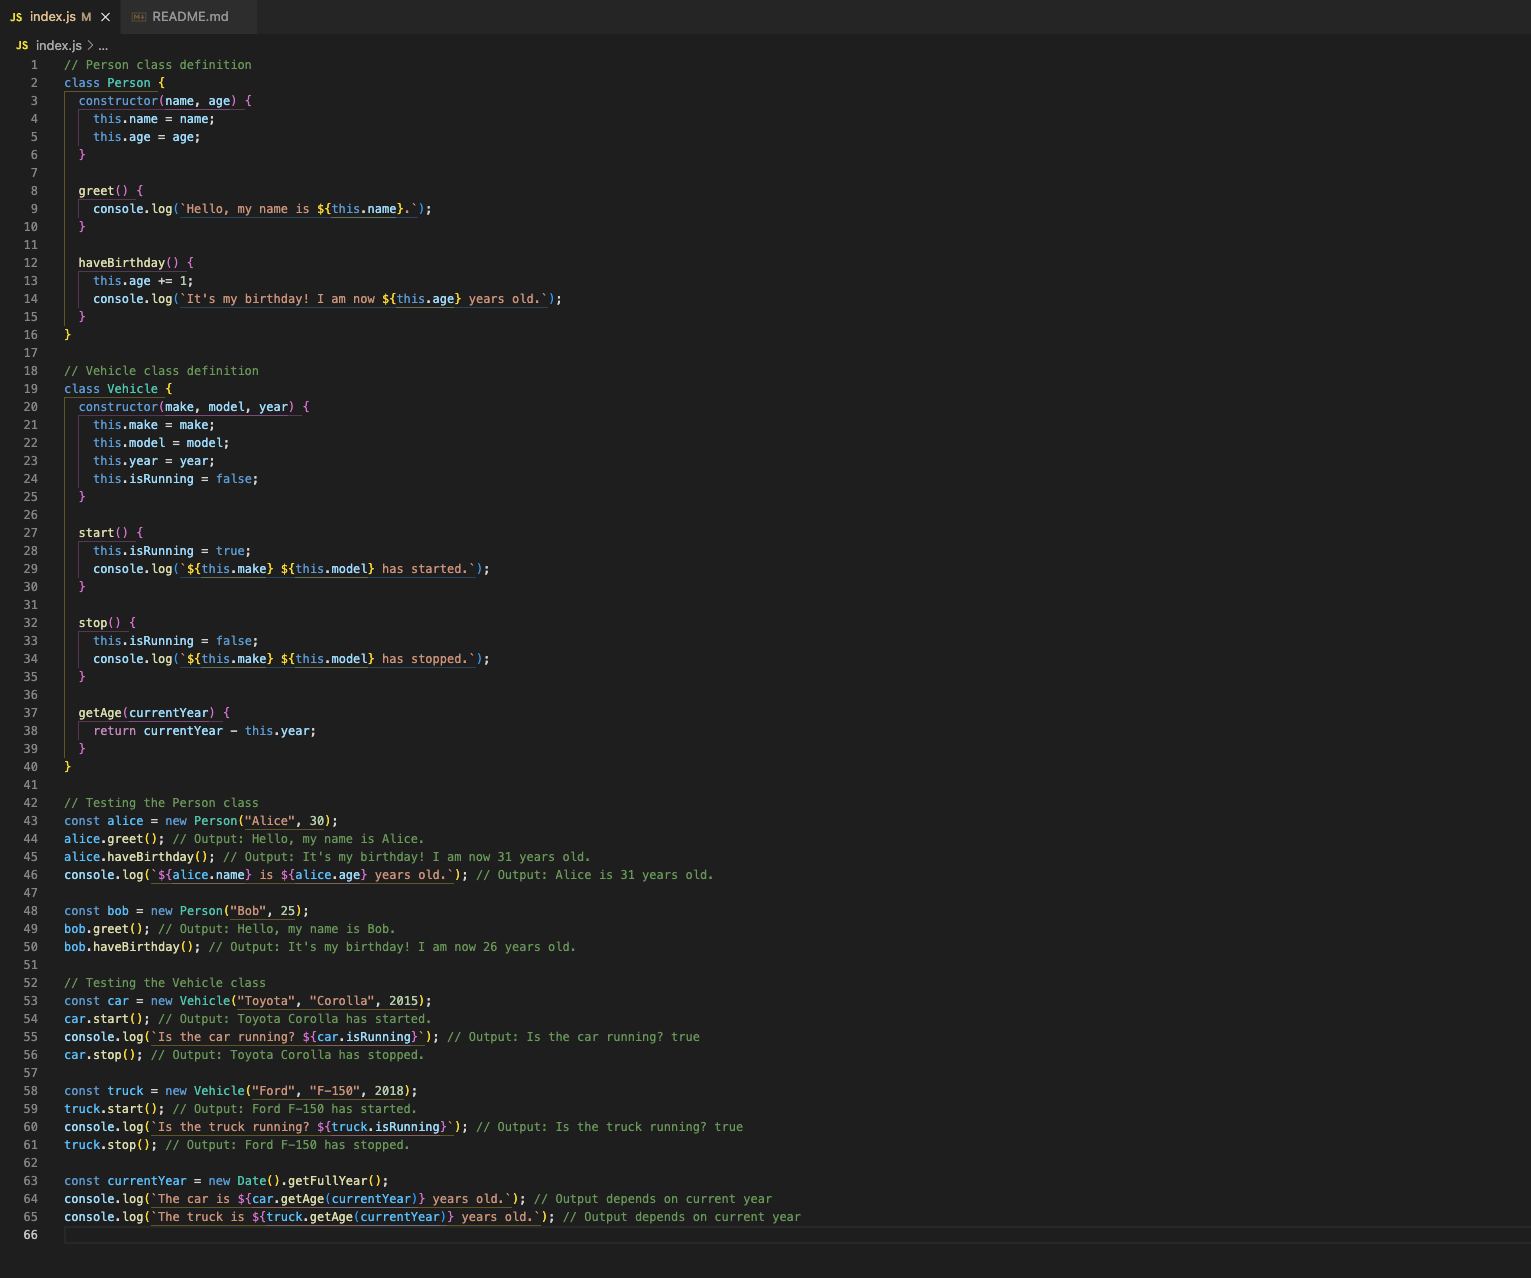 JS index.js M ×
M↓ README.md
JS index.js > ...
1 // Person class definition
2 class Person {
3   constructor(name, age) {
4     this.name = name;
5     this.age = age;
6   }
7
8   greet() {
9     console.log(`Hello, my name is ${this.name}.`);
10   }
11
12   haveBirthday() {
13     this.age += 1;
14     console.log(`It's my birthday! I am now ${this.age} years old.`);
15   }
16 }
17
18 // Vehicle class definition
19 class Vehicle {
20   constructor(make, model, year) {
21     this.make = make;
22     this.model = model;
23     this.year = year;
24     this.isRunning = false;
25   }
26
27   start() {
28     this.isRunning = true;
29     console.log(`${this.make} ${this.model} has started.`);
30   }
31
32   stop() {
33     this.isRunning = false;
34     console.log(`${this.make} ${this.model} has stopped.`);
35   }
36
37   getAge(currentYear) {
38     return currentYear - this.year;
39   }
40 }
41
42 // Testing the Person class
43 const alice = new Person("Alice", 30);
44 alice.greet(); // Output: Hello, my name is Alice.
45 alice.haveBirthday(); // Output: It's my birthday! I am now 31 years old.
46 console.log(`${alice.name} is ${alice.age} years old.`); // Output: Alice is 31 years old.
47
48 const bob = new Person("Bob", 25);
49 bob.greet(); // Output: Hello, my name is Bob.
50 bob.haveBirthday(); // Output: It's my birthday! I am now 26 years old.
51
52 // Testing the Vehicle class
53 const car = new Vehicle("Toyota", "Corolla", 2015);
54 car.start(); // Output: Toyota Corolla has started.
55 console.log(`Is the car running? ${car.isRunning}`); // Output: Is the car running? true
56 car.stop(); // Output: Toyota Corolla has stopped.
57
58 const truck = new Vehicle("Ford", "F-150", 2018);
59 truck.start(); // Output: Ford F-150 has started.
60 console.log(`Is the truck running? ${truck.isRunning}`); // Output: Is the truck running? true
61 truck.stop(); // Output: Ford F-150 has stopped.
62
63 const currentYear = new Date().getFullYear();
64 console.log(`The car is ${car.getAge(currentYear)} years old.`); // Output depends on current year
65 console.log(`The truck is ${truck.getAge(currentYear)} years old.`); // Output depends on current year
66